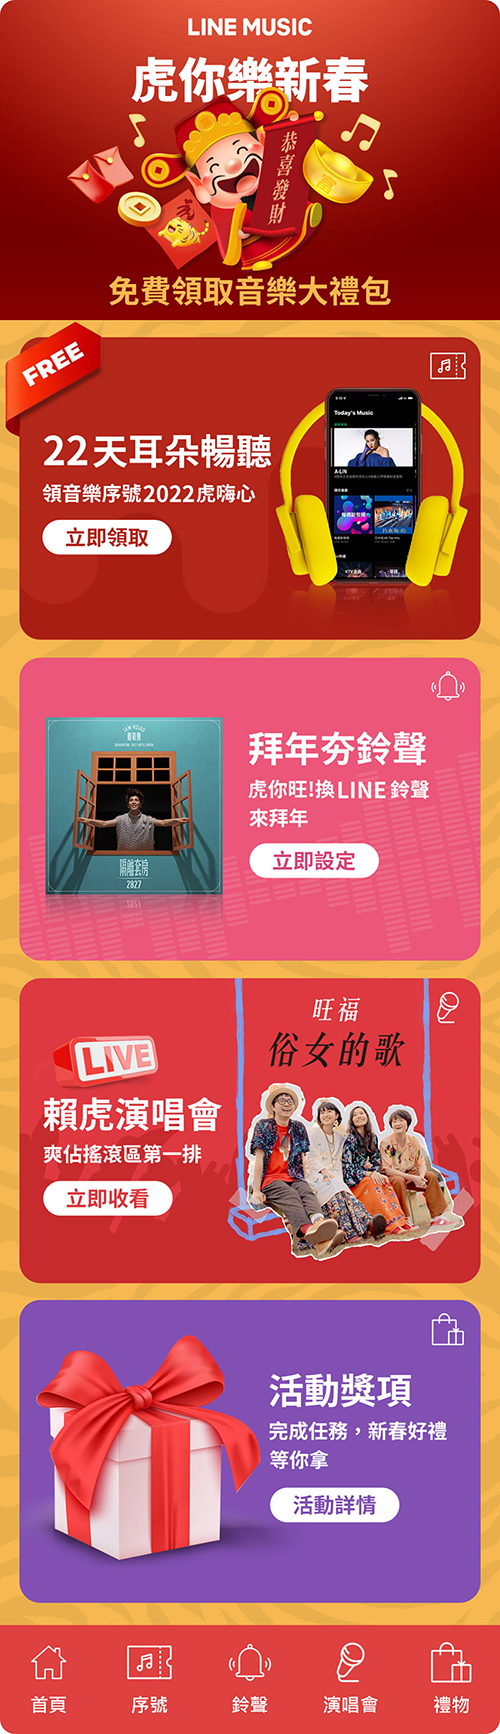 LINE MUSIC
虎你樂新春
恭喜發財
富
免費領取音樂大禮包
FREE
22天耳朵暢聽
領音樂序號2022虎嗨心
立即領取
Today's Music
A-LIN
拜年夯鈴聲
虎你旺!換LINE鈴聲
來拜年
立即設定
JAM HSIAO
蕭敬騰
隔離套房
2827
LIVE
賴虎演唱會
爽佔搖滾區第一排
立即收看
旺福
俗女的歌
活動獎項
完成任務，新春好禮
等你拿
活動詳情
首頁
序號
鈴聲
演唱會
禮物